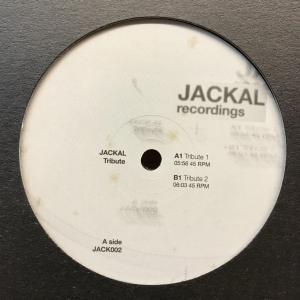 JACKAL
recordings
JACKAL
Tribute
A1 Tribute 1
05:56 45 RPM
B1 Tribute 2
06:03 45 RPM
A side
JACK002